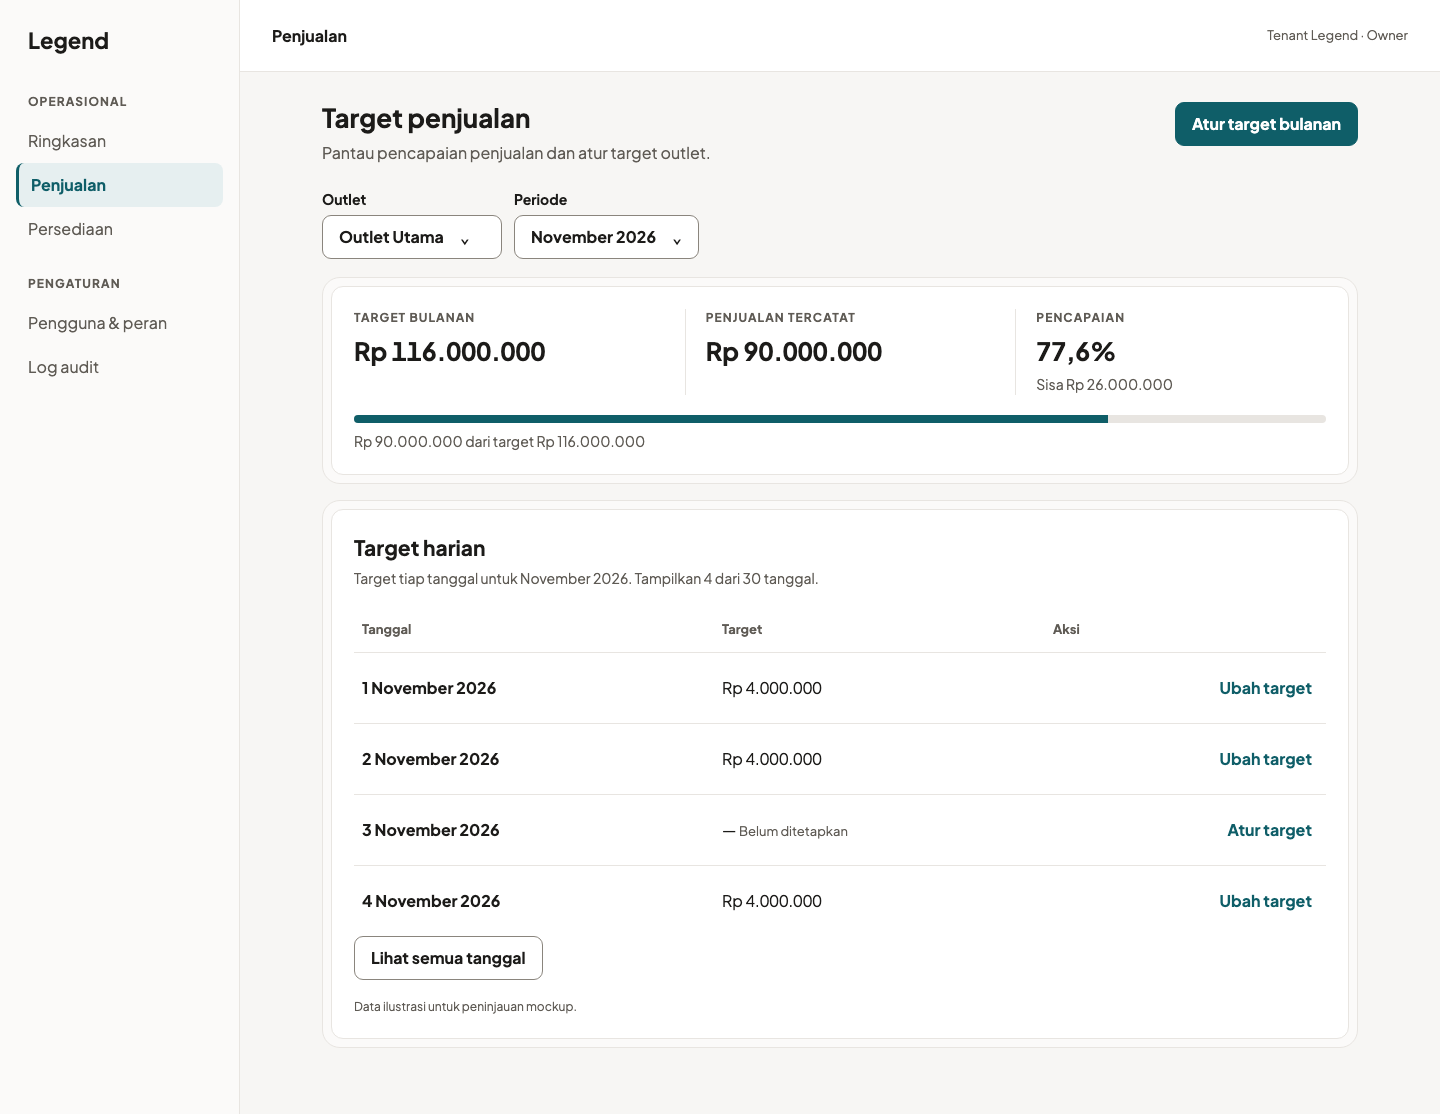 Legend
OPERASIONAL
Ringkasan
Penjualan
Persediaan
PENGATURAN
Pengguna & peran
Log audit
Penjualan
Tenant Legend · Owner
Target penjualan
Pantau pencapaian penjualan dan atur target outlet.
Atur target bulanan
Outlet
Outlet Utama
Periode
November 2026
TARGET BULANAN
Rp 116.000.000
PENJUALAN TERCATAT
Rp 90.000.000
PENCAPAIAN
77,6%
Sisa Rp 26.000.000
Rp 90.000.000 dari target Rp 116.000.000
Target harian
Target tiap tanggal untuk November 2026. Tampilkan 4 dari 30 tanggal.
Tanggal Target Aksi
1 November 2026 Rp 4.000.000 Ubah target
2 November 2026 Rp 4.000.000 Ubah target
3 November 2026 — Belum ditetapkan Atur target
4 November 2026 Rp 4.000.000 Ubah target
Lihat semua tanggal
Data ilustrasi untuk peninjauan mockup.